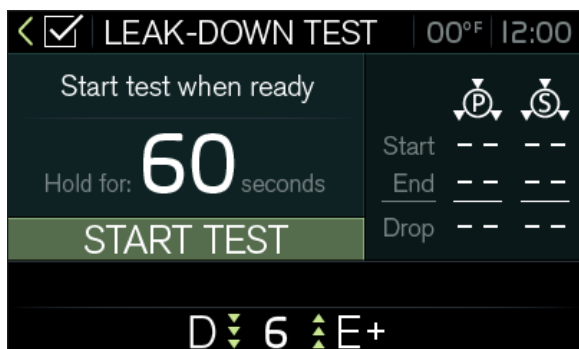 LEAK-DOWN TEST 00°F 12:00
Start test when ready
P S
Hold for: 60 seconds
Start -- --
End -- --
Drop -- --
START TEST
D 6 E+